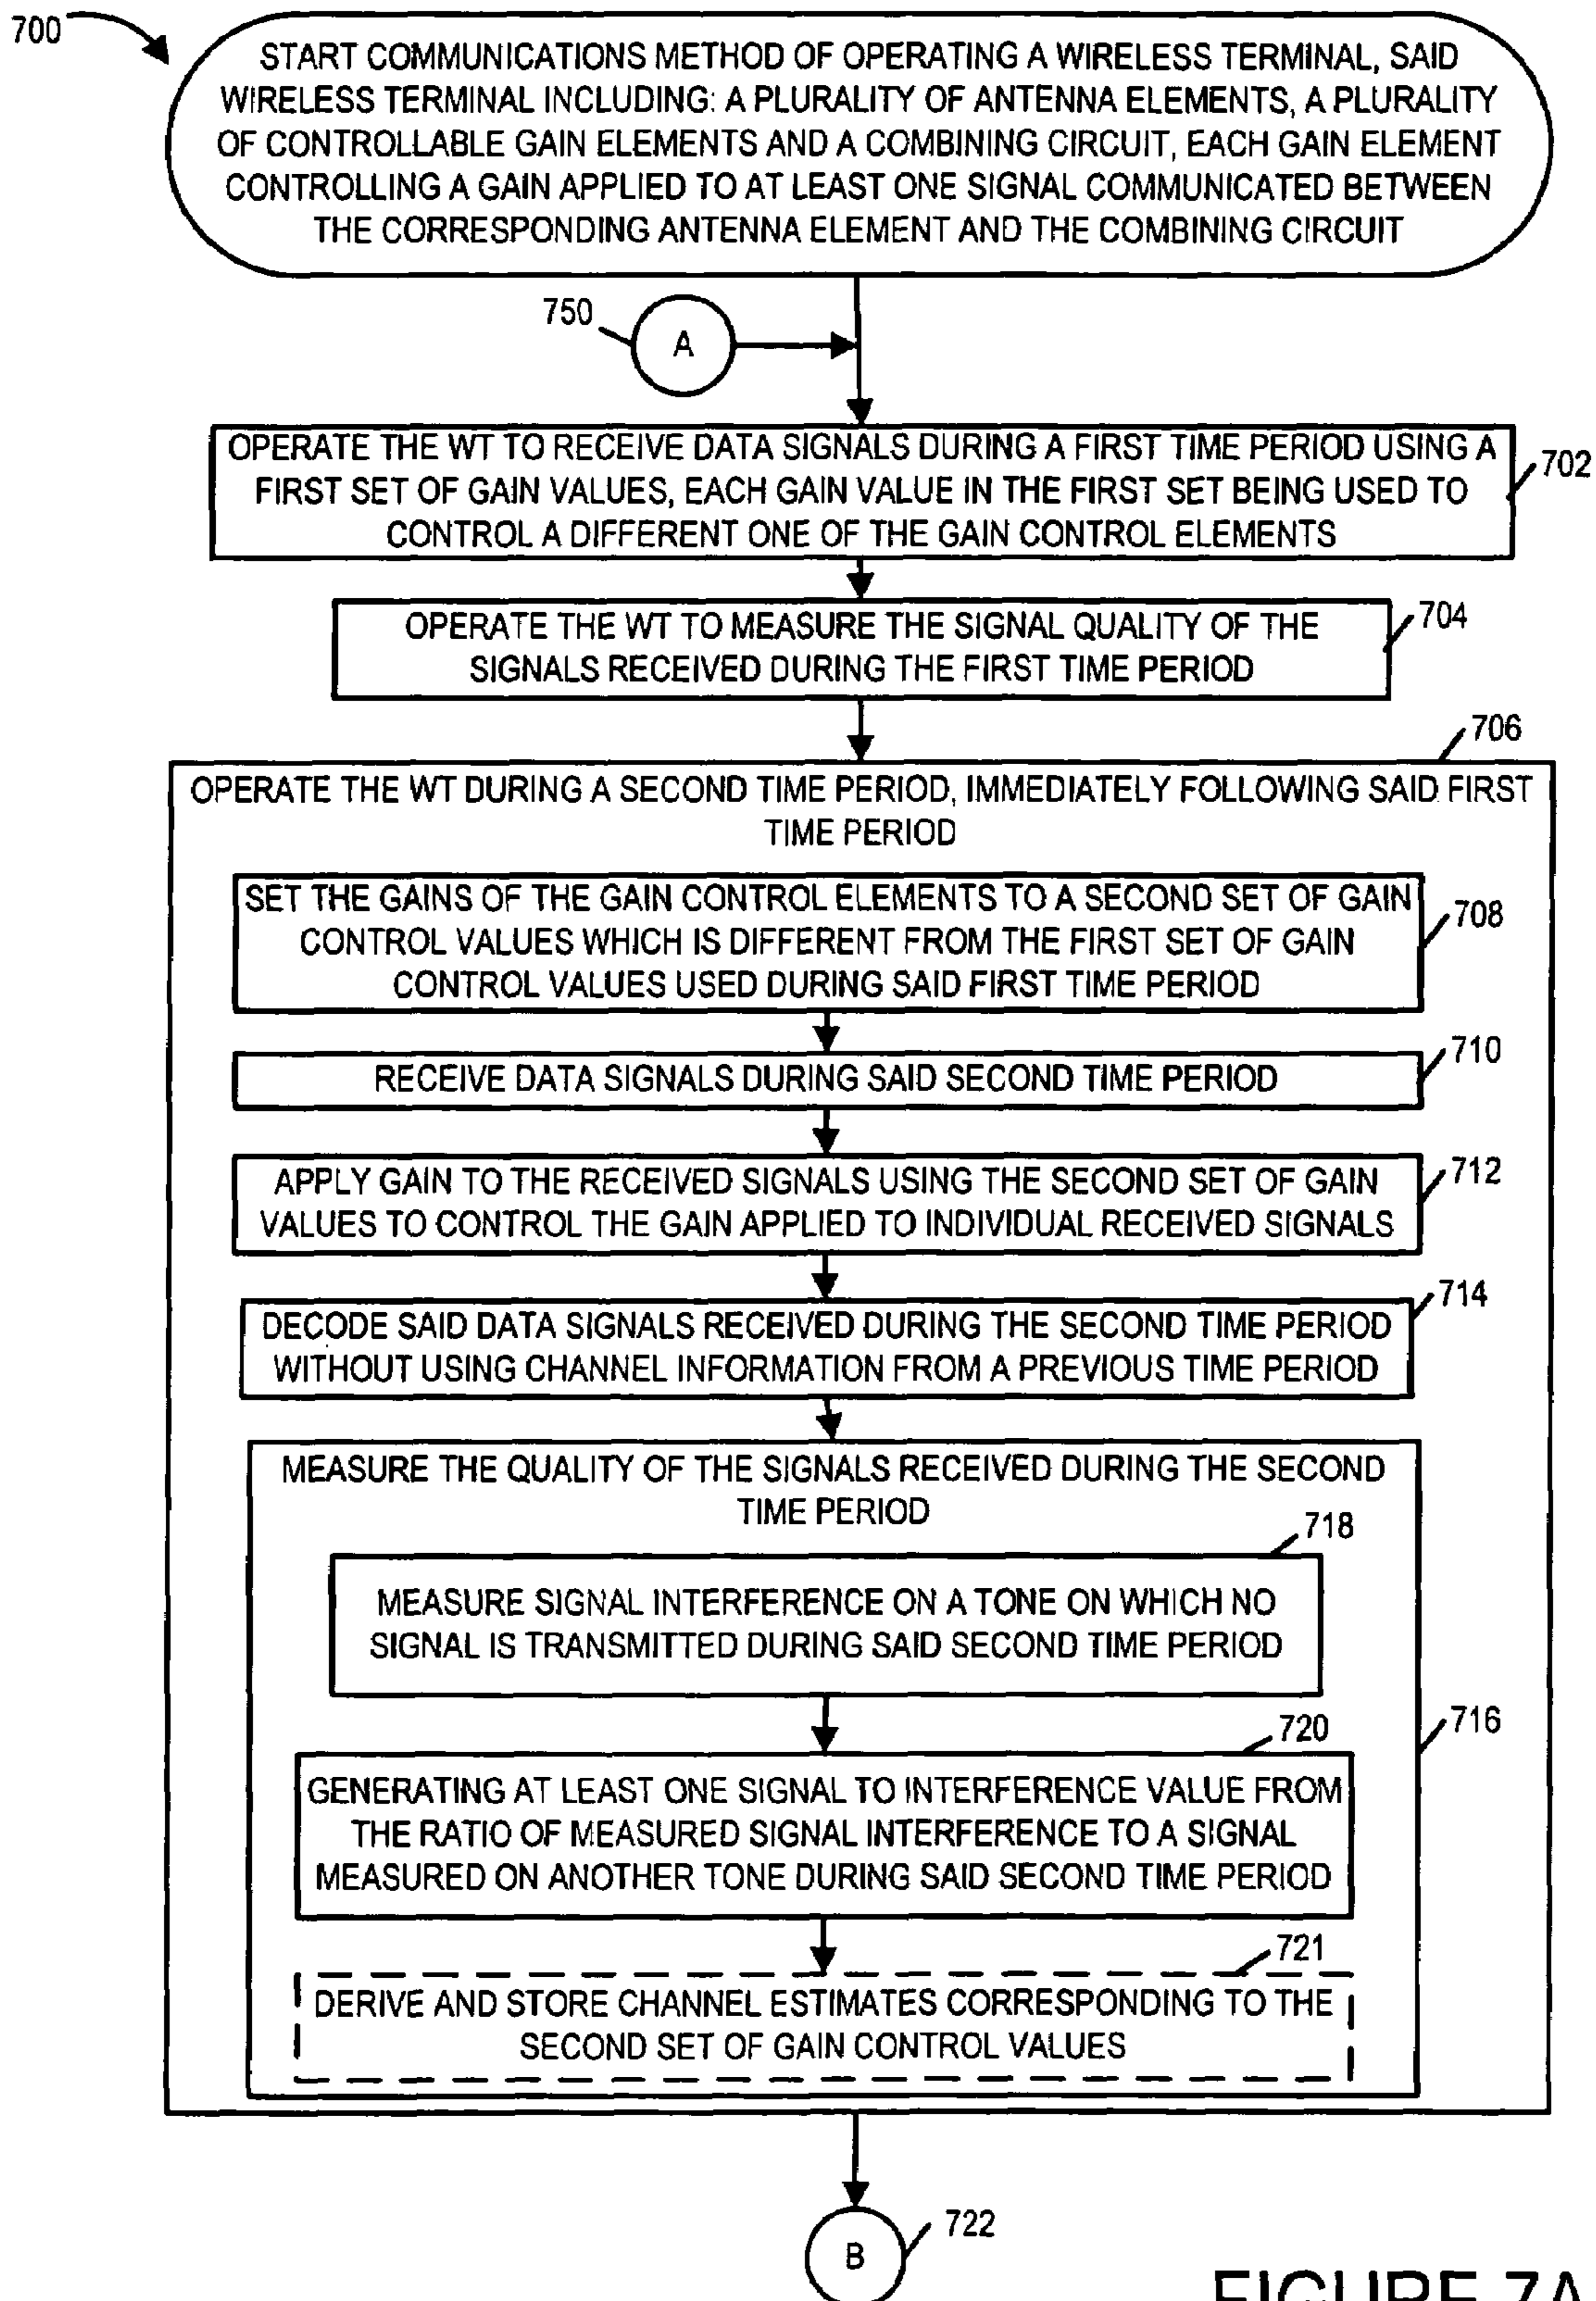 700
START COMMUNICATIONS METHOD OF OPERATING A WIRELESS TERMINAL, SAID
WIRELESS TERMINAL INCLUDING: A PLURALITY OF ANTENNA ELEMENTS, A PLURALITY
OF CONTROLLABLE GAIN ELEMENTS AND A COMBINING CIRCUIT, EACH GAIN ELEMENT
CONTROLLING A GAIN APPLIED TO AT LEAST ONE SIGNAL COMMUNICATED BETWEEN
THE CORRESPONDING ANTENNA ELEMENT AND THE COMBINING CIRCUIT
750
A
OPERATE THE WT TO RECEIVE DATA SIGNALS DURING A FIRST TIME PERIOD USING A
FIRST SET OF GAIN VALUES, EACH GAIN VALUE IN THE FIRST SET BEING USED TO
CONTROL A DIFFERENT ONE OF THE GAIN CONTROL ELEMENTS
702
OPERATE THE WT TO MEASURE THE SIGNAL QUALITY OF THE
SIGNALS RECEIVED DURING THE FIRST TIME PERIOD
704
706
OPERATE THE WT DURING A SECOND TIME PERIOD, IMMEDIATELY FOLLOWING SAID FIRST
TIME PERIOD
SET THE GAINS OF THE GAIN CONTROL ELEMENTS TO A SECOND SET OF GAIN
CONTROL VALUES WHICH IS DIFFERENT FROM THE FIRST SET OF GAIN
CONTROL VALUES USED DURING SAID FIRST TIME PERIOD
708
RECEIVE DATA SIGNALS DURING SAID SECOND TIME PERIOD
710
APPLY GAIN TO THE RECEIVED SIGNALS USING THE SECOND SET OF GAIN
VALUES TO CONTROL THE GAIN APPLIED TO INDIVIDUAL RECEIVED SIGNALS
712
DECODE SAID DATA SIGNALS RECEIVED DURING THE SECOND TIME PERIOD
WITHOUT USING CHANNEL INFORMATION FROM A PREVIOUS TIME PERIOD
714
MEASURE THE QUALITY OF THE SIGNALS RECEIVED DURING THE SECOND
TIME PERIOD
718
MEASURE SIGNAL INTERFERENCE ON A TONE ON WHICH NO
SIGNAL IS TRANSMITTED DURING SAID SECOND TIME PERIOD
716
720
GENERATING AT LEAST ONE SIGNAL TO INTERFERENCE VALUE FROM
THE RATIO OF MEASURED SIGNAL INTERFERENCE TO A SIGNAL
MEASURED ON ANOTHER TONE DURING SAID SECOND TIME PERIOD
721
DERIVE AND STORE CHANNEL ESTIMATES CORRESPONDING TO THE
SECOND SET OF GAIN CONTROL VALUES
B
722
FIGURE 7A